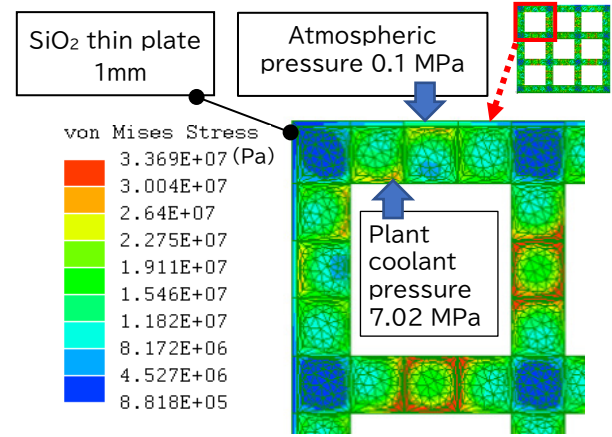 SiO₂ thin plate
1mm
Atmospheric
pressure 0.1 MPa
von Mises Stress
(Pa)
3.369E+07
3.004E+07
2.64E+07
2.275E+07
1.911E+07
1.546E+07
1.182E+07
8.172E+06
4.527E+06
8.818E+05
Plant
coolant
pressure
7.02 MPa